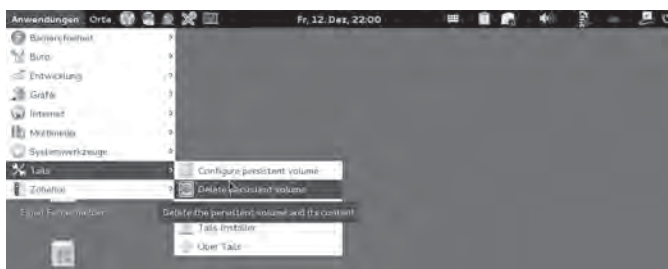 Anwendungen Orte Fr, 12. Dez, 22:00
Barrierefreiheit
Büro
Entwicklung
Grafik
Internet
Multimedia
Systemwerkzeuge
Tails
Configure persistent volume
Zubehör
Delete persistent volume
Delete the persistent volume and its content
Tails Installer
Über Tails